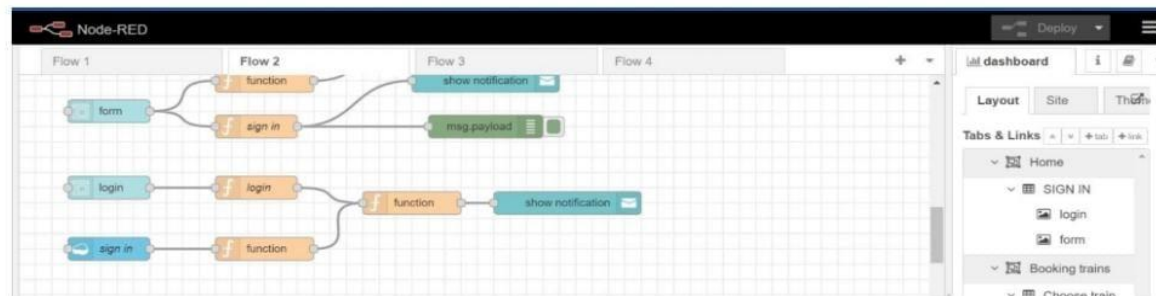 Node-RED
Deploy
Flow 1 Flow 2 Flow 3 Flow 4
+
dashboard i
Layout Site
Tabs & Links +tab +link
function
show notification
form
sign in
msg.payload
login
login
function
show notification
sign in
function
Home
SIGN IN
login
form
Booking trains
Choose train